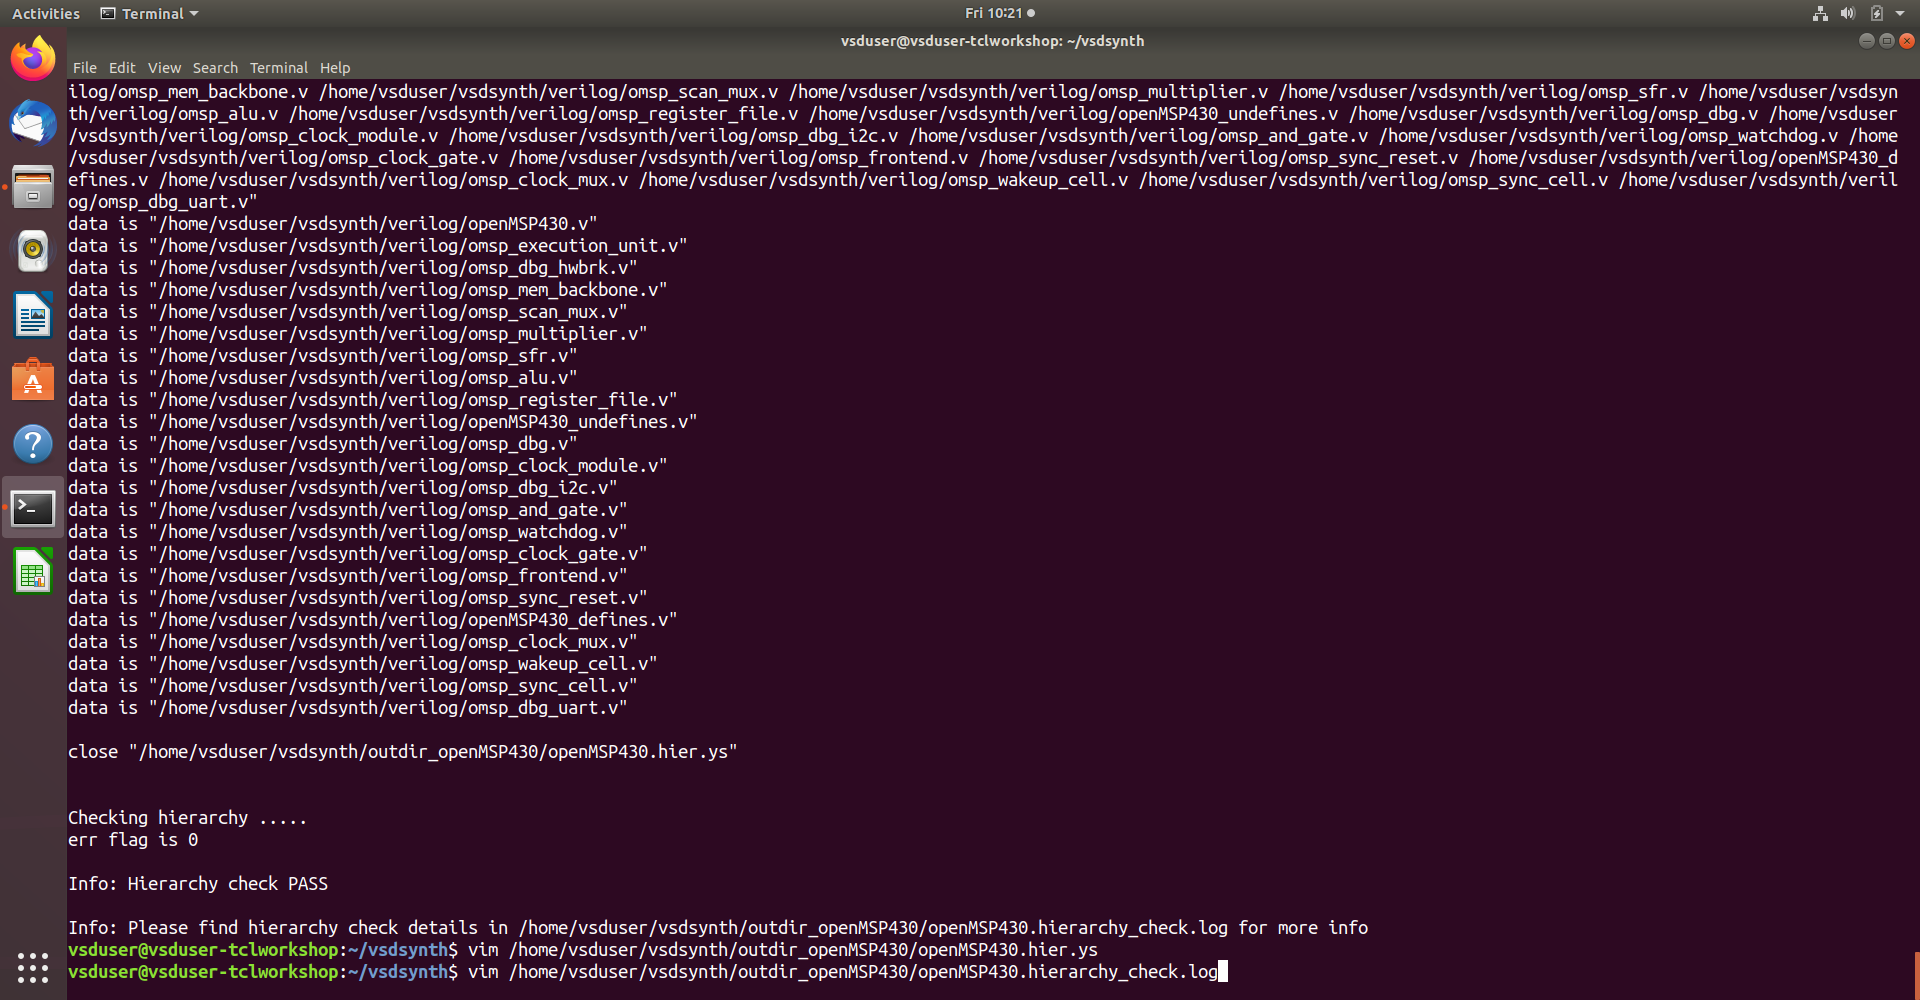 Activities Terminal Fri 10:21
vsduser@vsduser-tclworkshop: ~/vsdsynth
File Edit View Search Terminal Help
ilog/omsp_mem_backbone.v /home/vsduser/vsdsynth/verilog/omsp_scan_mux.v /home/vsduser/vsdsynth/verilog/omsp_multiplier.v /home/vsduser/vsdsynth/verilog/omsp_sfr.v /home/vsduser/vsdsyn
th/verilog/omsp_alu.v /home/vsduser/vsdsynth/verilog/omsp_register_file.v /home/vsduser/vsdsynth/verilog/openMSP430_undefines.v /home/vsduser/vsdsynth/verilog/omsp_dbg.v /home/vsduser
/vsdsynth/verilog/omsp_clock_module.v /home/vsduser/vsdsynth/verilog/omsp_dbg_i2c.v /home/vsduser/vsdsynth/verilog/omsp_and_gate.v /home/vsduser/vsdsynth/verilog/omsp_watchdog.v /home
/vsduser/vsdsynth/verilog/omsp_clock_gate.v /home/vsduser/vsdsynth/verilog/omsp_frontend.v /home/vsduser/vsdsynth/verilog/omsp_sync_reset.v /home/vsduser/vsdsynth/verilog/openMSP430_d
efines.v /home/vsduser/vsdsynth/verilog/omsp_clock_mux.v /home/vsduser/vsdsynth/verilog/omsp_wakeup_cell.v /home/vsduser/vsdsynth/verilog/omsp_sync_cell.v /home/vsduser/vsdsynth/veril
og/omsp_dbg_uart.v"
data is "/home/vsduser/vsdsynth/verilog/openMSP430.v"
data is "/home/vsduser/vsdsynth/verilog/omsp_execution_unit.v"
data is "/home/vsduser/vsdsynth/verilog/omsp_dbg_hwbrk.v"
data is "/home/vsduser/vsdsynth/verilog/omsp_mem_backbone.v"
data is "/home/vsduser/vsdsynth/verilog/omsp_scan_mux.v"
data is "/home/vsduser/vsdsynth/verilog/omsp_multiplier.v"
data is "/home/vsduser/vsdsynth/verilog/omsp_sfr.v"
data is "/home/vsduser/vsdsynth/verilog/omsp_alu.v"
data is "/home/vsduser/vsdsynth/verilog/omsp_register_file.v"
data is "/home/vsduser/vsdsynth/verilog/openMSP430_undefines.v"
data is "/home/vsduser/vsdsynth/verilog/omsp_dbg.v"
data is "/home/vsduser/vsdsynth/verilog/omsp_clock_module.v"
data is "/home/vsduser/vsdsynth/verilog/omsp_dbg_i2c.v"
data is "/home/vsduser/vsdsynth/verilog/omsp_and_gate.v"
data is "/home/vsduser/vsdsynth/verilog/omsp_watchdog.v"
data is "/home/vsduser/vsdsynth/verilog/omsp_clock_gate.v"
data is "/home/vsduser/vsdsynth/verilog/omsp_frontend.v"
data is "/home/vsduser/vsdsynth/verilog/omsp_sync_reset.v"
data is "/home/vsduser/vsdsynth/verilog/openMSP430_defines.v"
data is "/home/vsduser/vsdsynth/verilog/omsp_clock_mux.v"
data is "/home/vsduser/vsdsynth/verilog/omsp_wakeup_cell.v"
data is "/home/vsduser/vsdsynth/verilog/omsp_sync_cell.v"
data is "/home/vsduser/vsdsynth/verilog/omsp_dbg_uart.v"
close "/home/vsduser/vsdsynth/outdir_openMSP430/openMSP430.hier.ys"
Checking hierarchy .....
err flag is 0
Info: Hierarchy check PASS
Info: Please find hierarchy check details in /home/vsduser/vsdsynth/outdir_openMSP430/openMSP430.hierarchy_check.log for more info
vsduser@vsduser-tclworkshop:~/vsdsynth$ vim /home/vsduser/vsdsynth/outdir_openMSP430/openMSP430.hier.ys
vsduser@vsduser-tclworkshop:~/vsdsynth$ vim /home/vsduser/vsdsynth/outdir_openMSP430/openMSP430.hierarchy_check.log